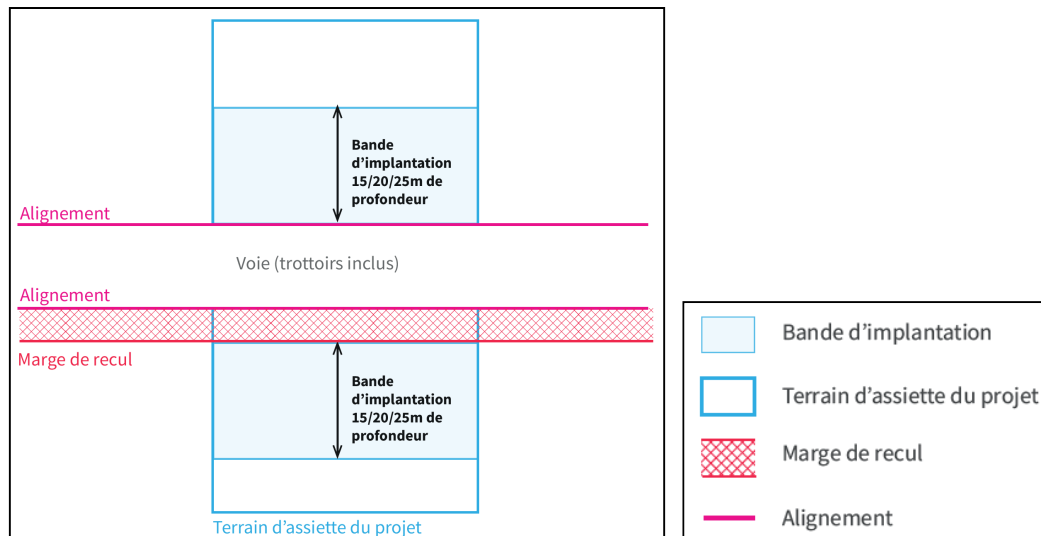 Bande
d’implantation
15/20/25m de
profondeur
Alignement
Voie (trottoirs inclus)
Alignement
Marge de recul
Bande
d’implantation
15/20/25m de
profondeur
Terrain d’assiette du projet
Bande d’implantation
Terrain d’assiette du projet
Marge de recul
Alignement